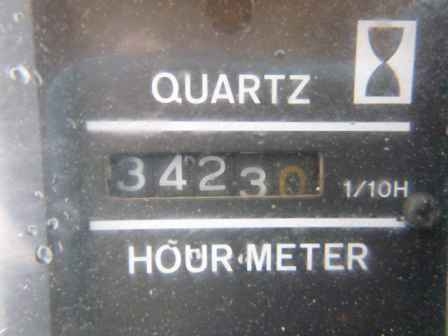 QUARTZ
34230 1/10H
HOUR METER